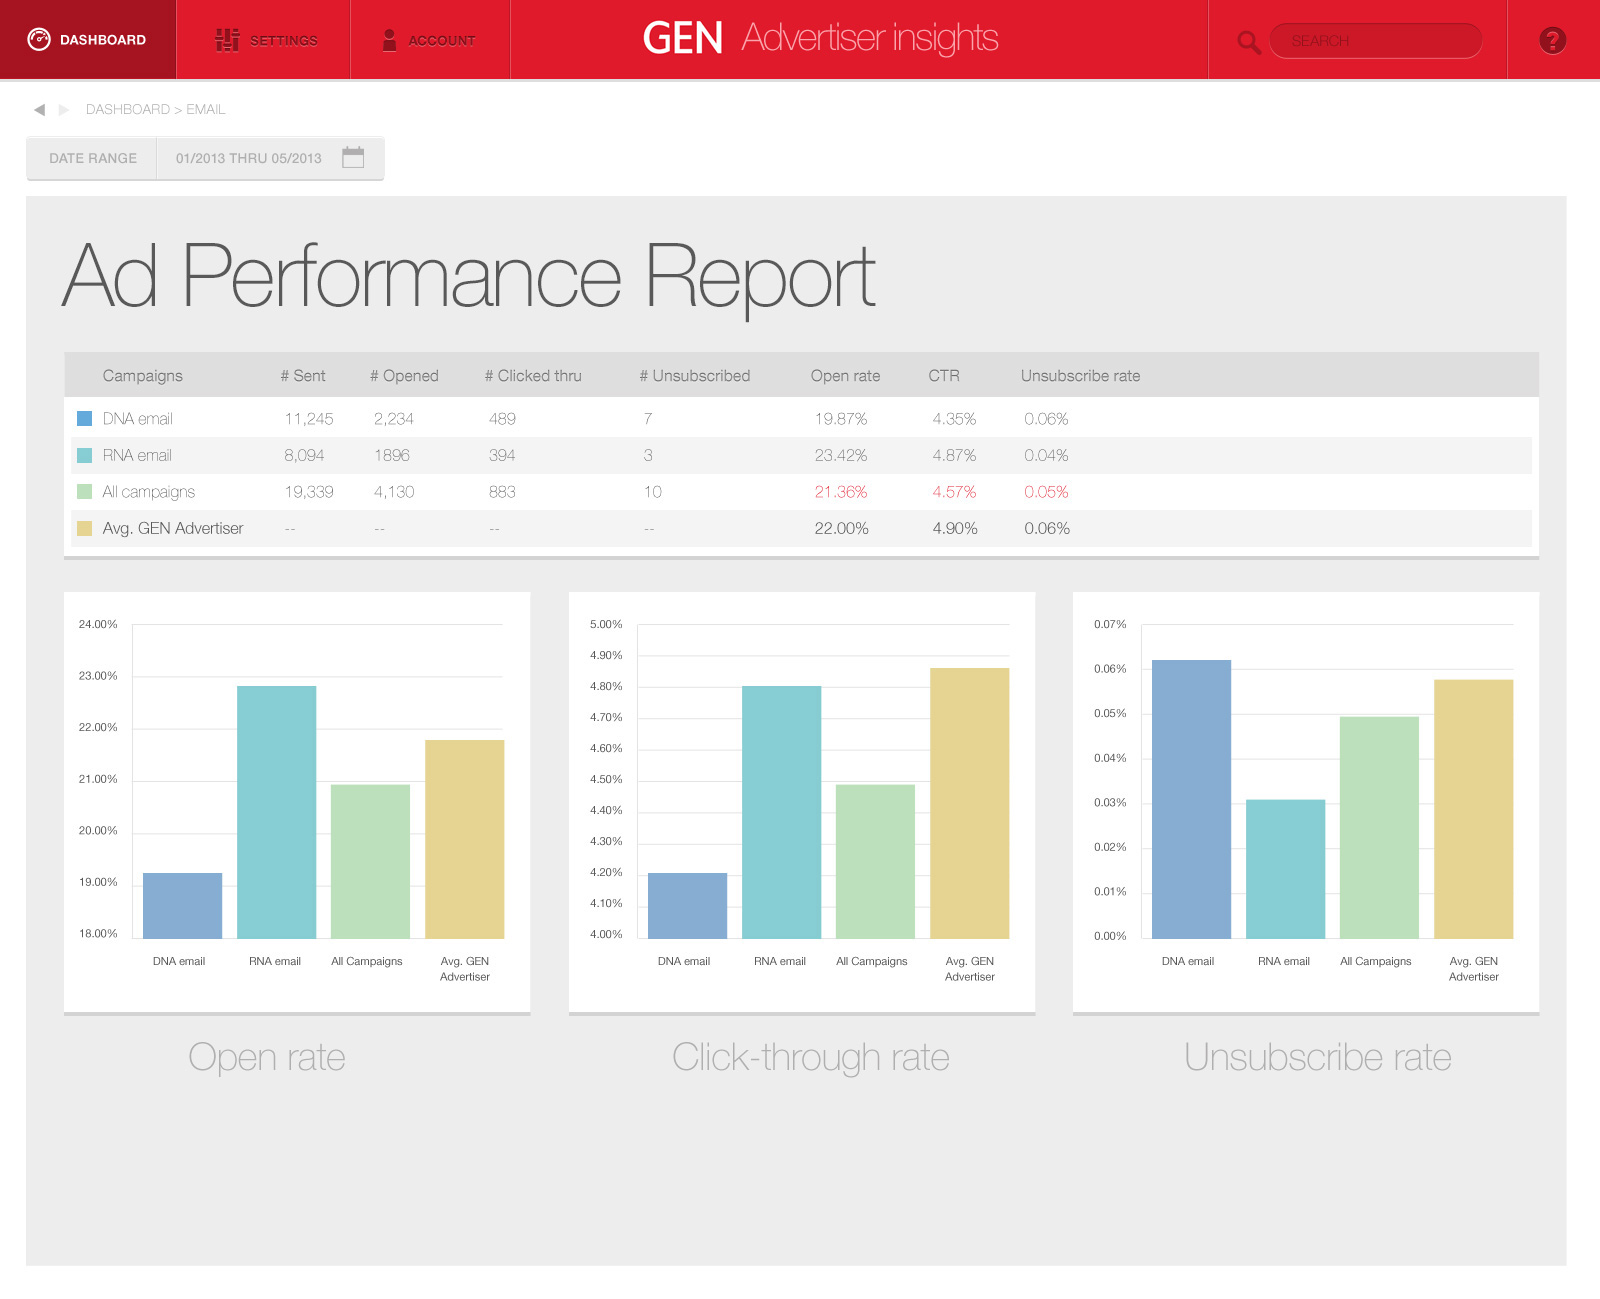 DASHBOARD SETTINGS ACCOUNT GEN Advertiser insights SEARCH ?
DASHBOARD > EMAIL
DATE RANGE 01/2013 THRU 05/2013
Ad Performance Report
Campaigns # Sent # Opened # Clicked thru # Unsubscribed Open rate CTR Unsubscribe rate
DNA email 11,245 2,234 489 7 19.87% 4.35% 0.06%
RNA email 8,094 1896 394 3 23.42% 4.87% 0.04%
All campaigns 19,339 4,130 883 10 21.36% 4.57% 0.05%
Avg. GEN Advertiser -- -- -- -- 22.00% 4.90% 0.06%
24.00%
23.00%
22.00%
21.00%
20.00%
19.00%
18.00%
DNA email RNA email All Campaigns Avg. GEN
Advertiser
Open rate
5.00%
4.90%
4.80%
4.70%
4.60%
4.50%
4.40%
4.30%
4.20%
4.10%
4.00%
DNA email RNA email All Campaigns Avg. GEN
Advertiser
Click-through rate
0.07%
0.06%
0.05%
0.04%
0.03%
0.02%
0.01%
0.00%
DNA email RNA email All Campaigns Avg. GEN
Advertiser
Unsubscribe rate